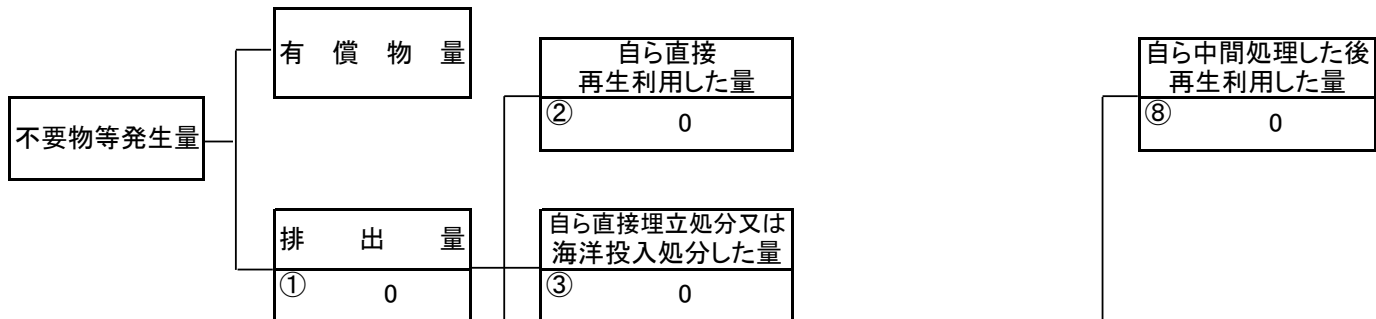 有償物量
自ら直接
再生利用した量
② 0
自ら中間処理した後
再生利用した量
⑧ 0
不要物等発生量
排出量
① 0
自ら直接埋立処分又は
海洋投入処分した量
③ 0